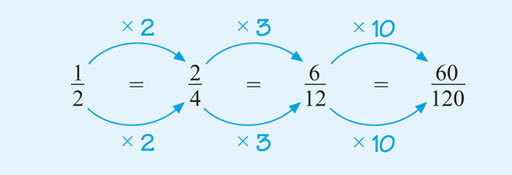 × 2 × 3 × 10
1/2 = 2/4 = 6/12 = 60/120
× 2 × 3 × 10